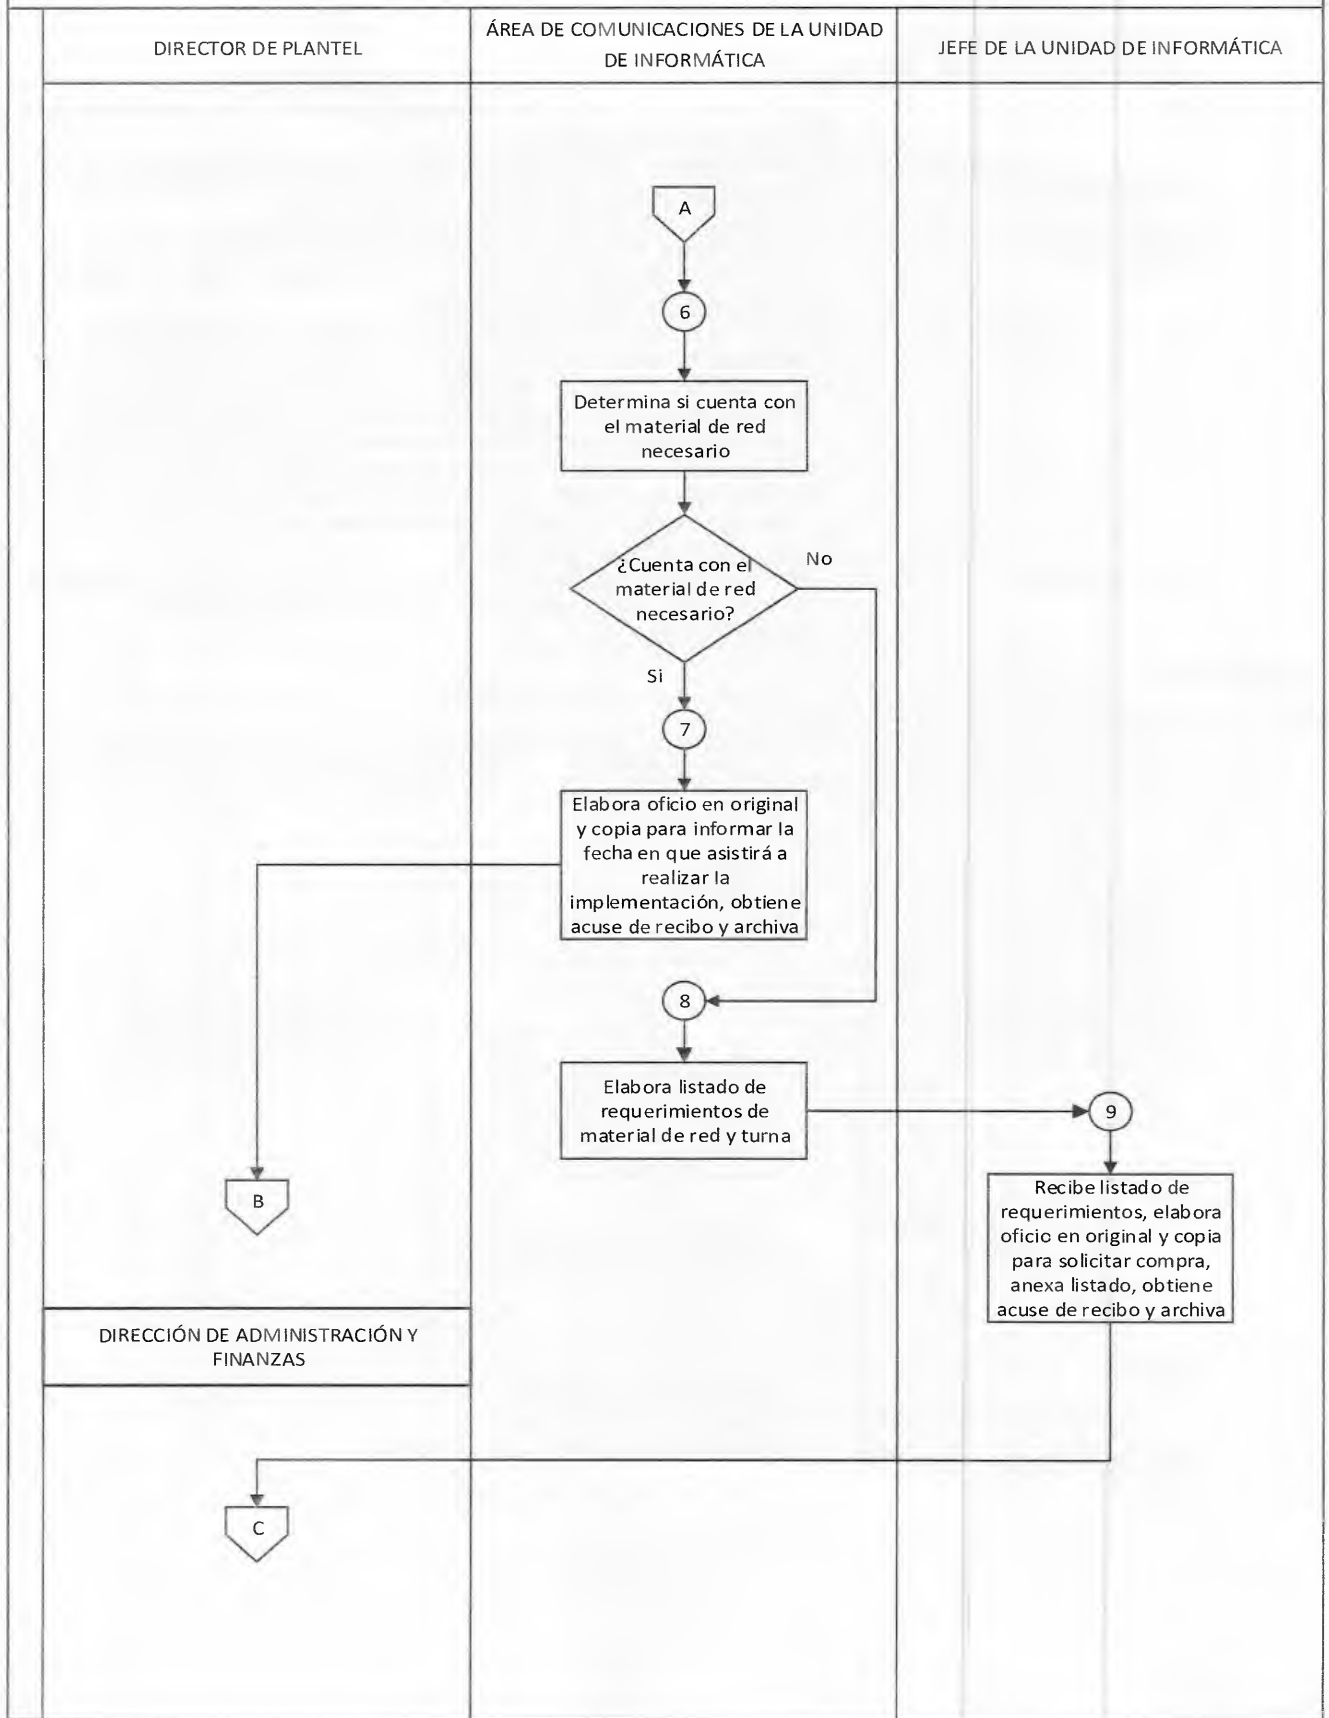 DIRECTOR DE PLANTEL
ÁREA DE COMUNICACIONES DE LA UNIDAD
DE INFORMÁTICA
JEFE DE LA UNIDAD DE INFORMÁTICA
A
6
Determina si cuenta con
el material de red
necesario
¿Cuenta con el
material de red
necesario?
No
Si
7
Elabora oficio en original
y copia para informar la
fecha en que asistirá a
realizar la
implementación, obtiene
acuse de recibo y archiva
8
Elabora listado de
requerimientos de
material de red y turna
9
Recibe listado de
requerimientos, elabora
oficio en original y copia
para solicitar compra,
anexa listado, obtiene
acuse de recibo y archiva
B
DIRECCIÓN DE ADMINISTRACIÓN Y
FINANZAS
C